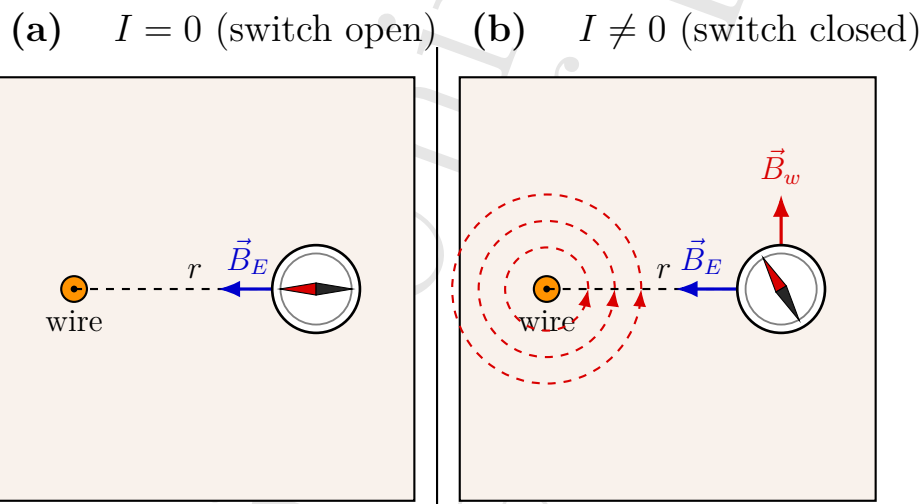 (a) I = 0 (switch open)
r
B⃗_E
wire
(b) I ≠ 0 (switch closed)
B⃗_w
r
B⃗_E
wire